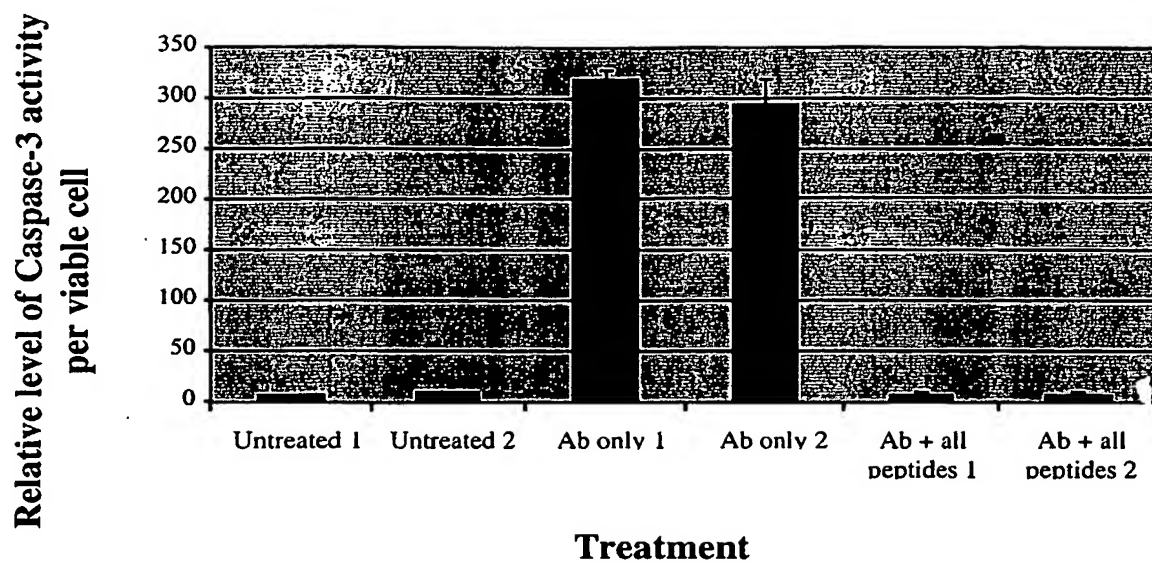 Relative level of Caspase-3 activity
per viable cell
350
300
250
200
150
100
50
0
Untreated 1
Untreated 2
Ab only 1
Ab only 2
Ab + all
peptides 1
Ab + all
peptides 2
Treatment